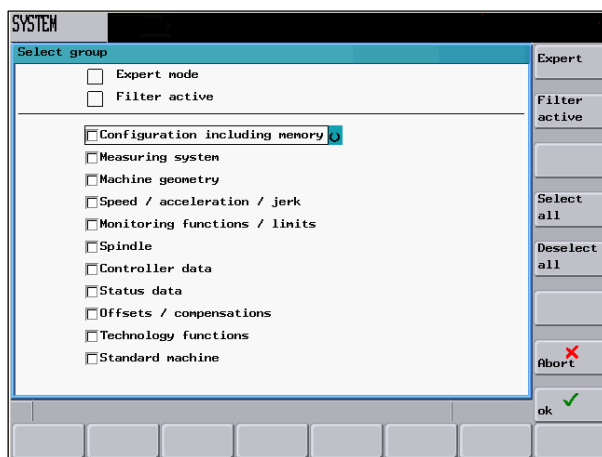 SYSTEM
Select group
Expert mode
Filter active
Configuration including memory
Measuring system
Machine geometry
Speed / acceleration / jerk
Monitoring functions / limits
Spindle
Controller data
Status data
Offsets / compensations
Technology functions
Standard machine
Expert
Filter
active
Select
all
Deselect
all
Abort
ok